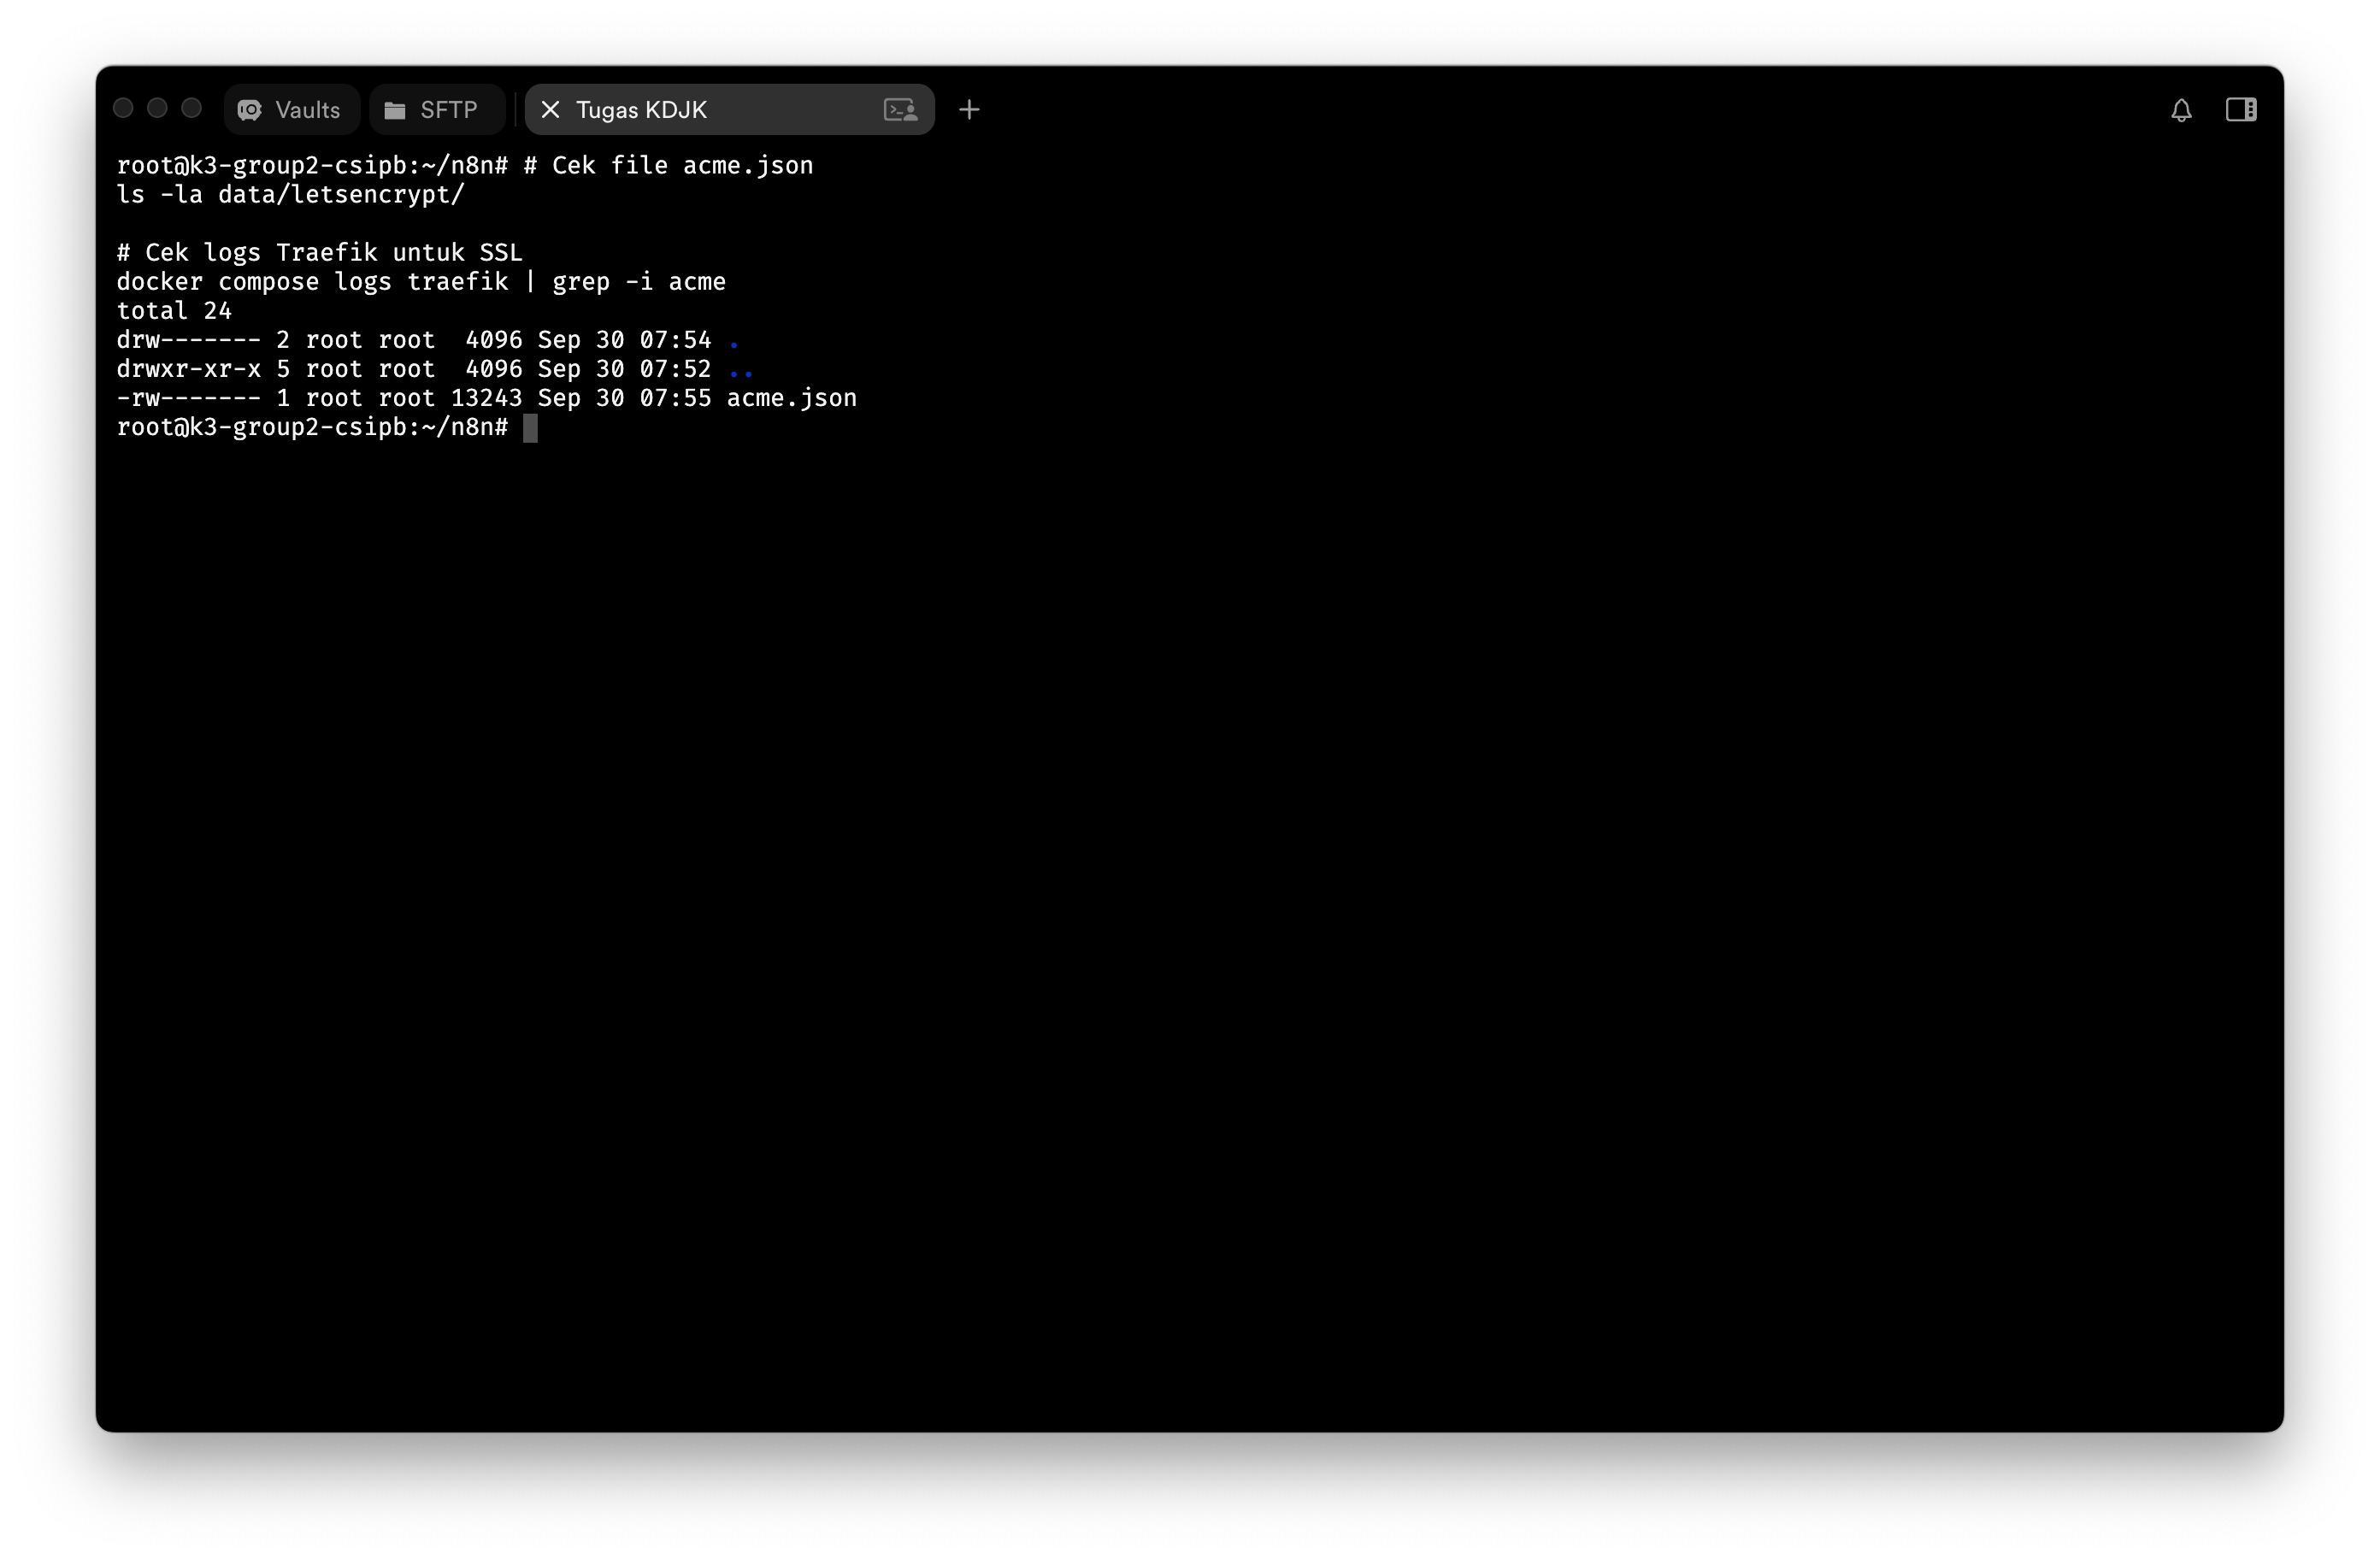 Vaults SFTP Tugas KDJK
root@k3-group2-csipb:~/n8n# # Cek file acme.json
ls -la data/letsencrypt/
# Cek logs Traefik untuk SSL
docker compose logs traefik | grep -i acme
total 24
drw------- 2 root root  4096 Sep 30 07:54 .
drwxr-xr-x 5 root root  4096 Sep 30 07:52 ..
-rw------- 1 root root 13243 Sep 30 07:55 acme.json
root@k3-group2-csipb:~/n8n#